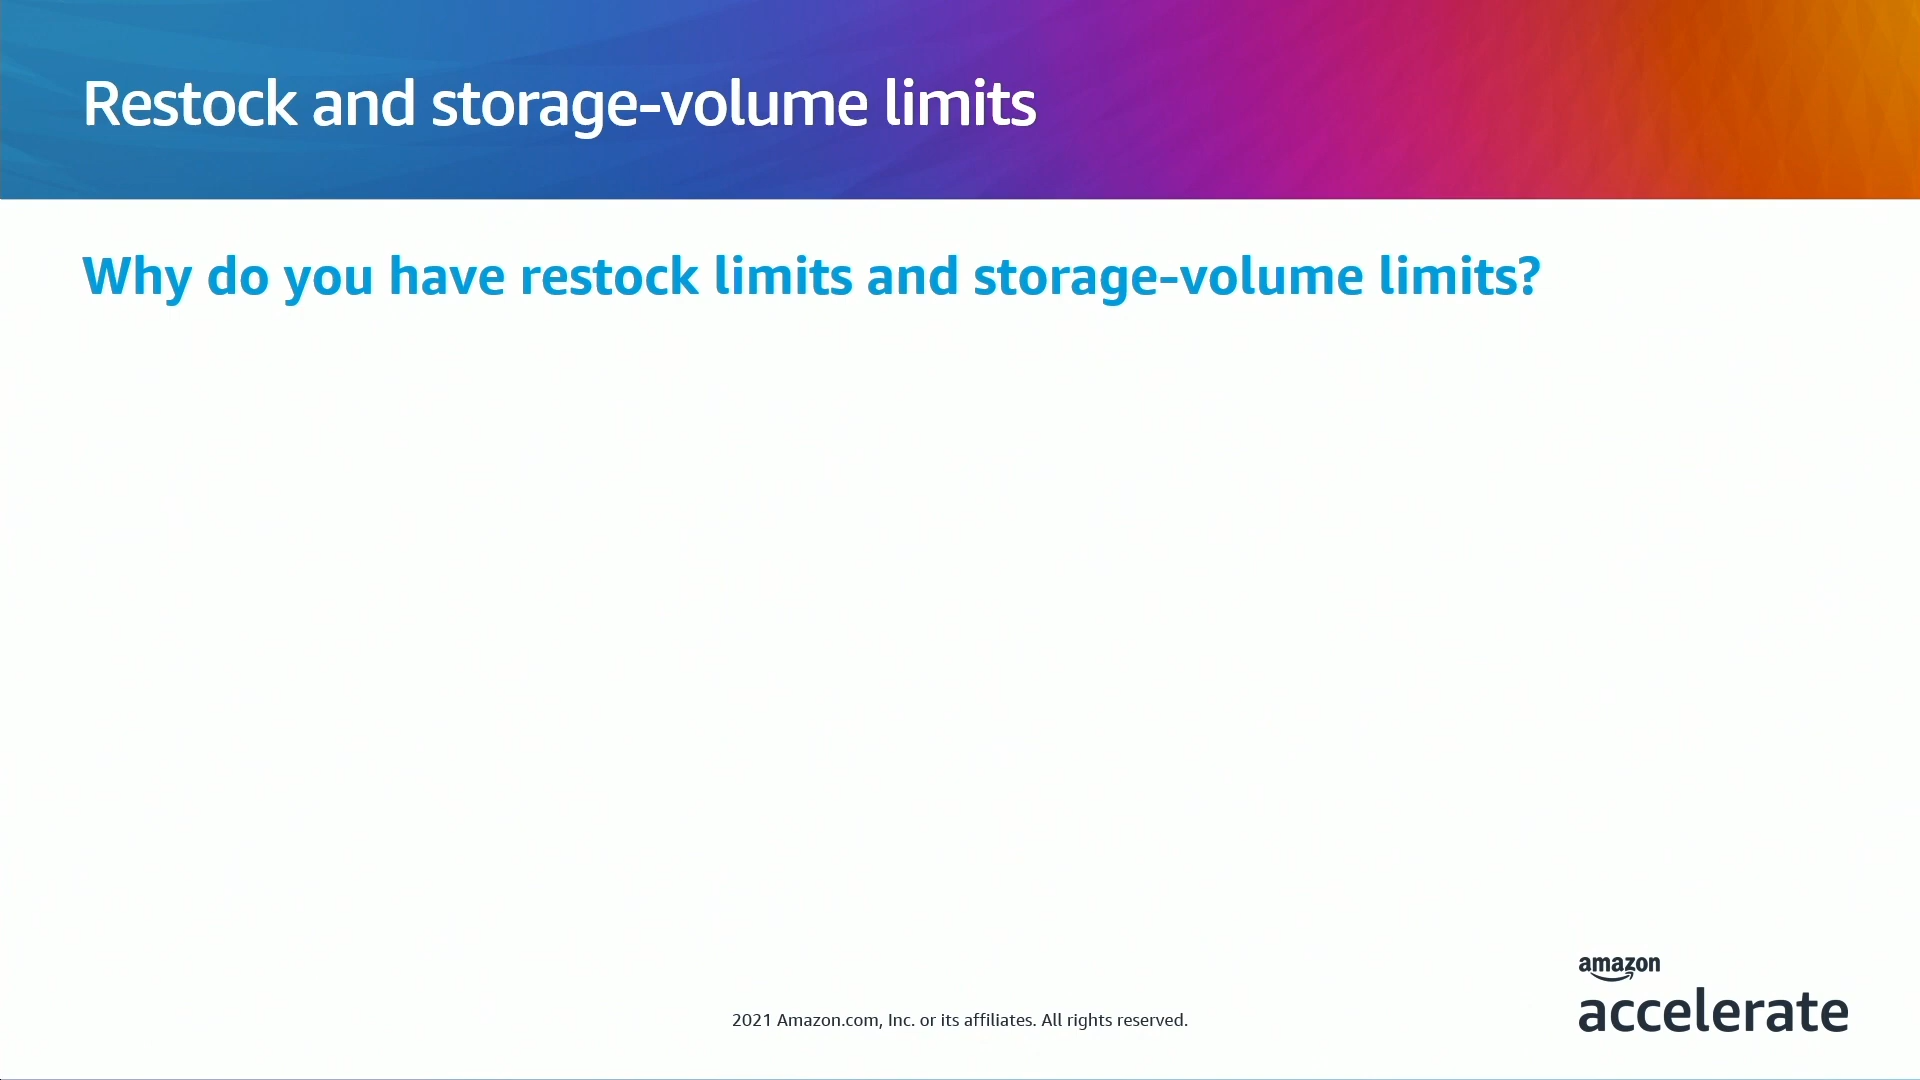 Restock and storage-volume limits
Why do you have restock limits and storage-volume limits?
amazon
accelerate
2021 Amazon.com, Inc. or its affiliates. All rights reserved.